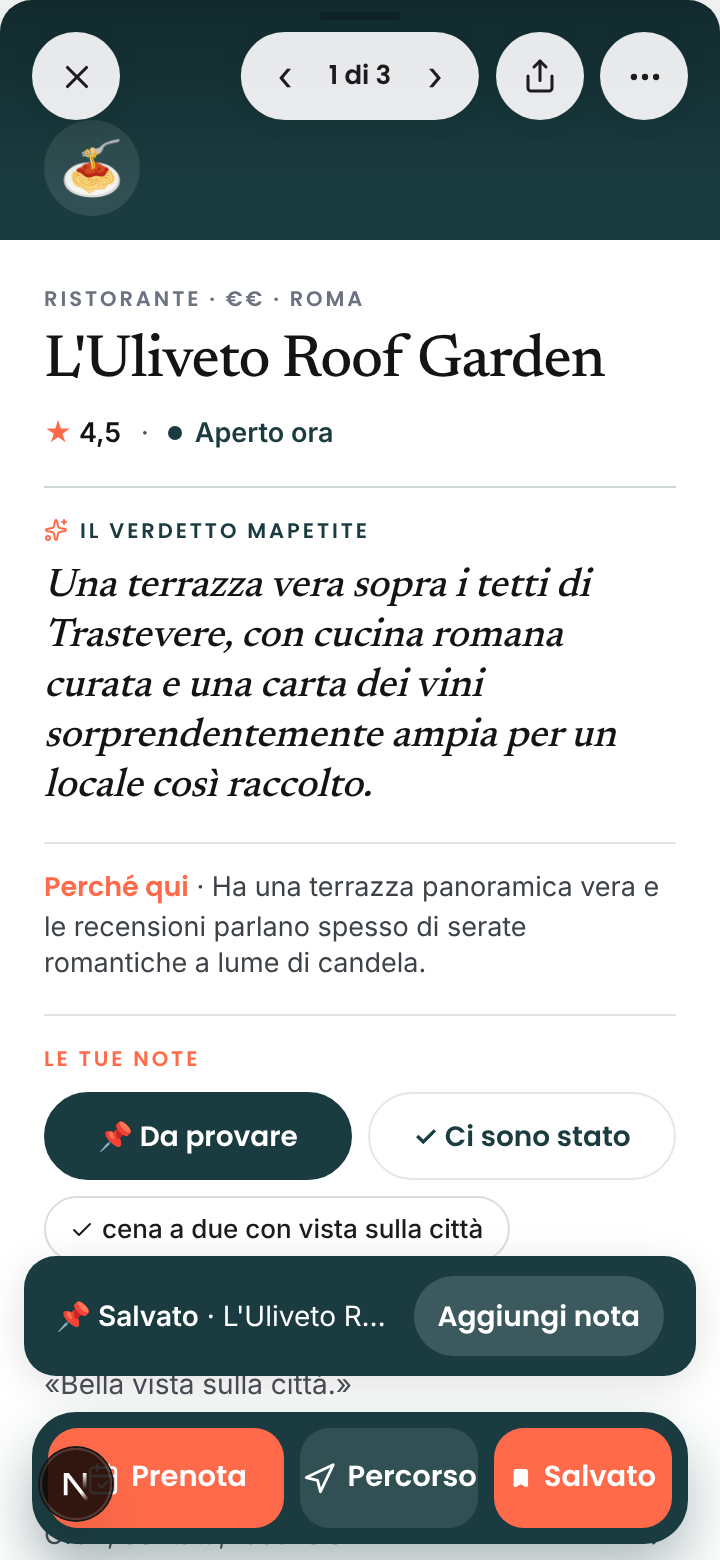 1 di 3
RISTORANTE · €€ · ROMA
L'Uliveto Roof Garden
★ 4,5 · ● Aperto ora
IL VERDETTO MAPETITE
Una terrazza vera sopra i tetti di
Trastevere, con cucina romana
curata e una carta dei vini
sorprendentemente ampia per un
locale così raccolto.
Perché qui · Ha una terrazza panoramica vera e
le recensioni parlano spesso di serate
romantiche a lume di candela.
LE TUE NOTE
📌 Da provare
✓ Ci sono stato
✓ cena a due con vista sulla città
📌 Salvato · L'Uliveto R...
Aggiungi nota
«Bella vista sulla città.»
N
Prenota
Percorso
Salvato